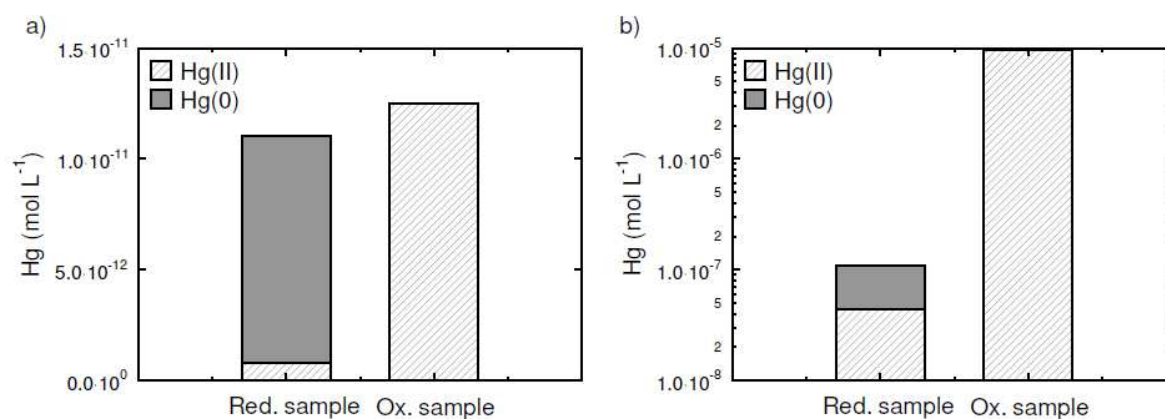 a)
Hg (mol L⁻¹)
1.5·10⁻¹¹
1.0·10⁻¹¹
5.0·10⁻¹²
0.0·10⁰
Hg(II)
Hg(0)
Red. sample
Ox. sample
b)
Hg (mol L⁻¹)
1.0·10⁻⁵
5
2
1.0·10⁻⁶
5
2
1.0·10⁻⁷
5
2
1.0·10⁻⁸
Hg(II)
Hg(0)
Red. sample
Ox. sample